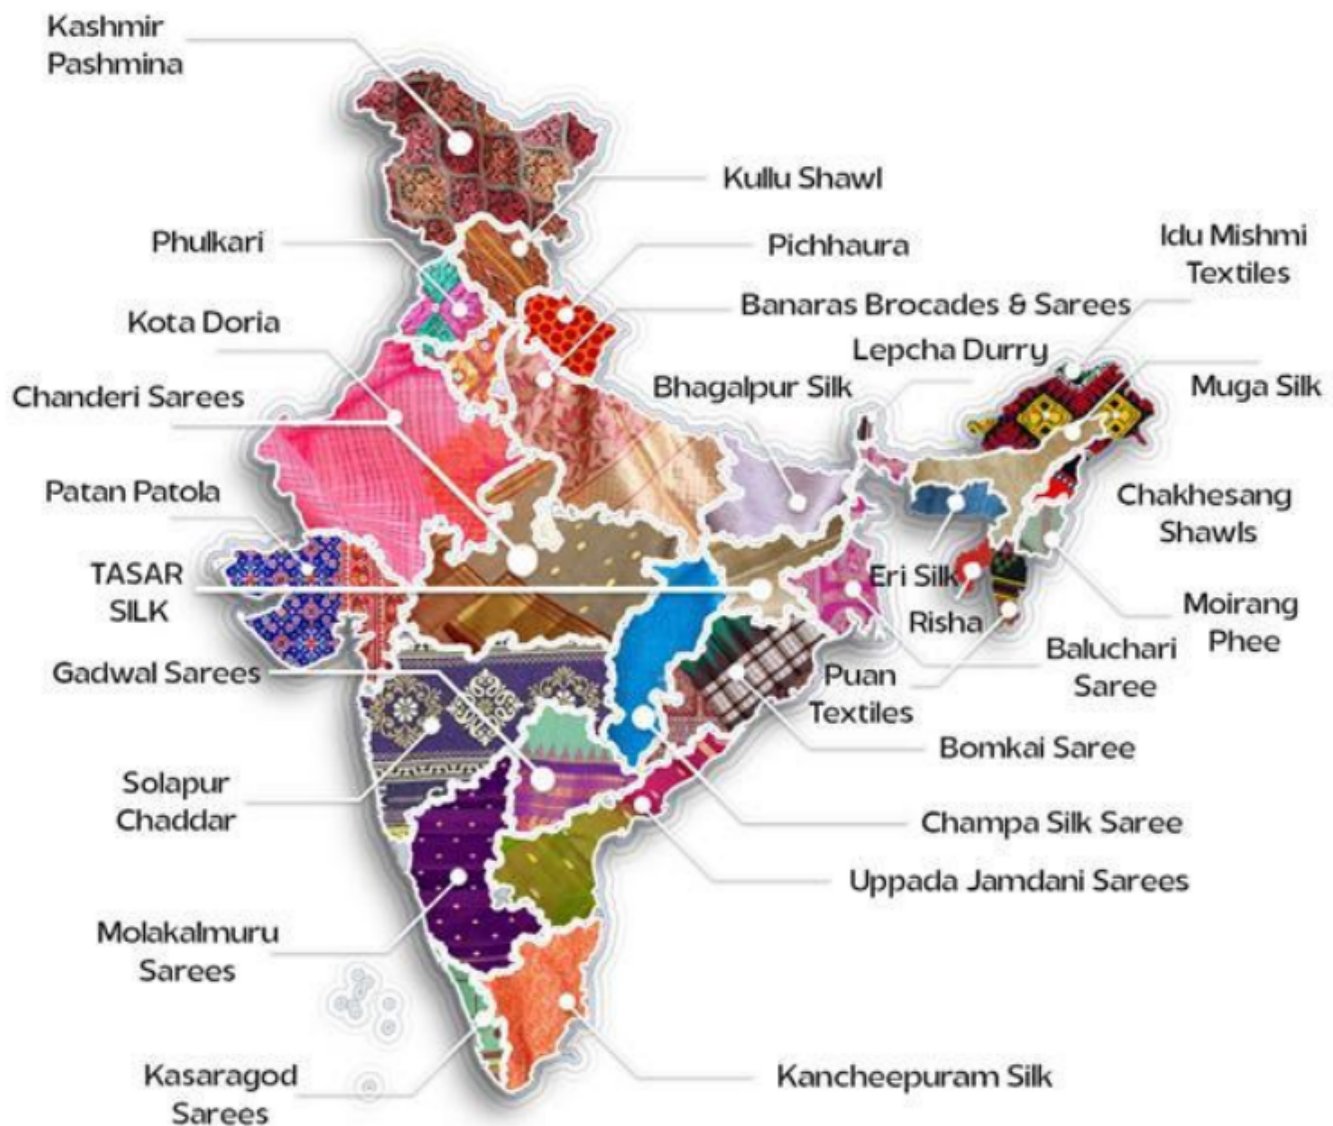 Kashmir
Pashmina
Kullu Shawl
Phulkari
Pichhaura
Idu Mishmi
Textiles
Kota Doria
Banaras Brocades & Sarees
Lepcha Durry
Chanderi Sarees
Bhagalpur Silk
Muga Silk
Patan Patola
Chakhesang
Shawls
TASAR
SILK
Eri Silk
Risha
Moirang
Phee
Gadwal Sarees
Puan
Textiles
Baluchari
Saree
Bomkai Saree
Solapur
Chaddar
Champa Silk Saree
Uppada Jamdani Sarees
Molakalmuru
Sarees
Kasaragod
Sarees
Kancheepuram Silk